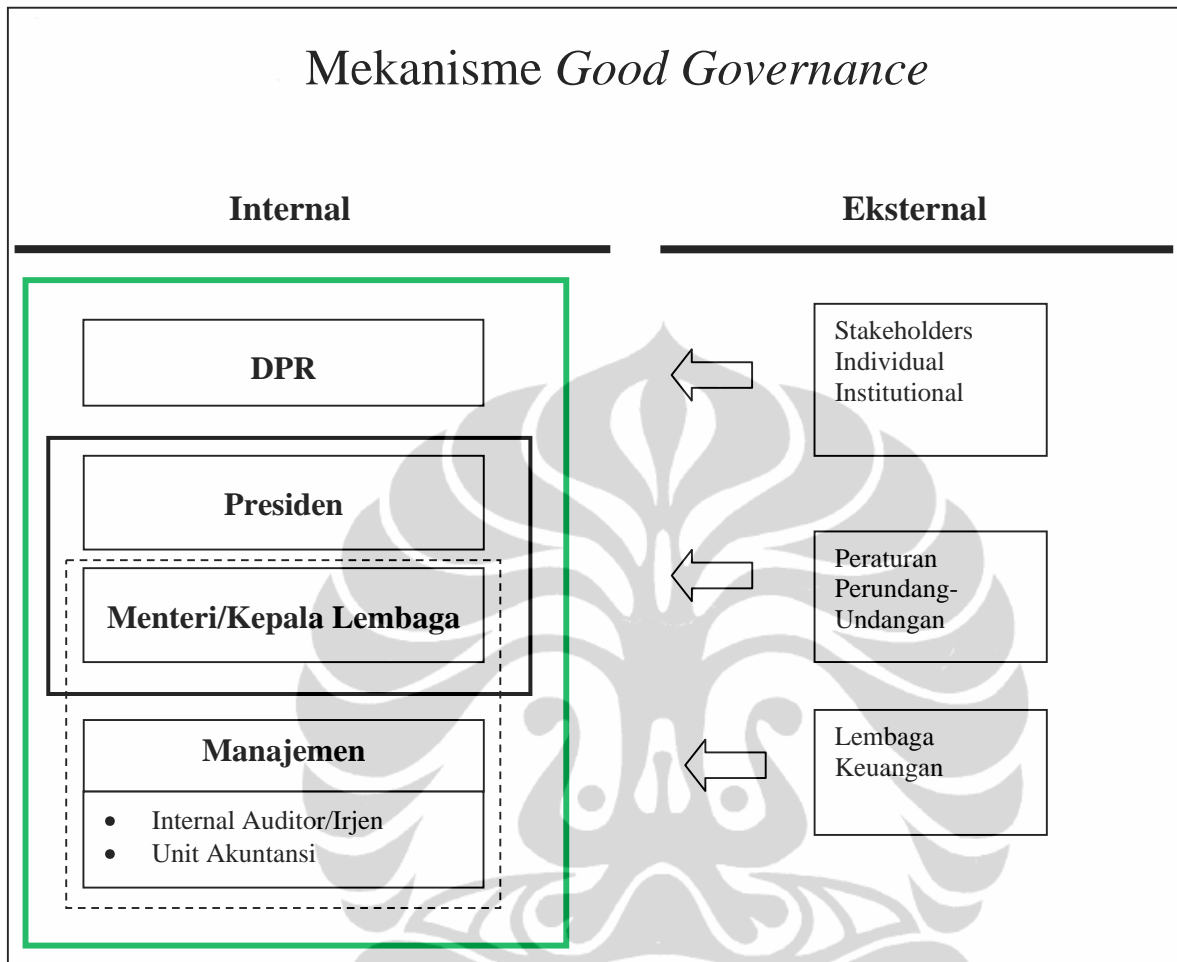 Mekanisme Good Governance
Internal
Eksternal
DPR
Presiden
Menteri/Kepala Lembaga
Manajemen
• Internal Auditor/Irjen
• Unit Akuntansi
Stakeholders
Individual
Institutional
Peraturan
Perundang-
Undangan
Lembaga
Keuangan